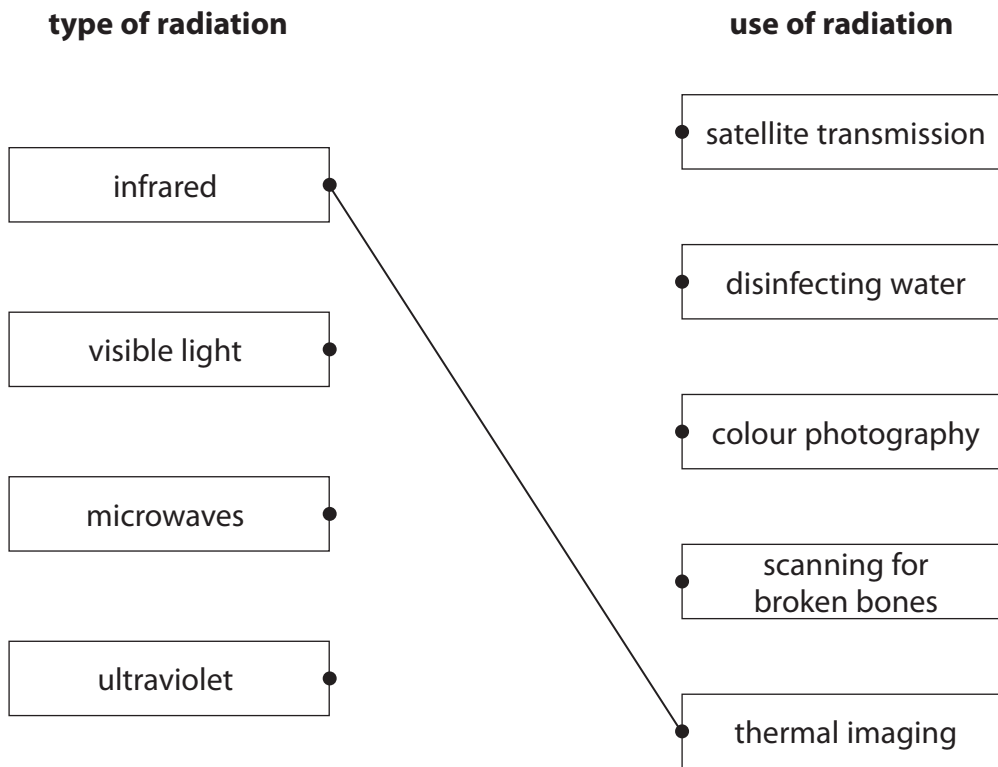 type of radiation
use of radiation
infrared
visible light
microwaves
ultraviolet
satellite transmission
disinfecting water
colour photography
scanning for
broken bones
thermal imaging